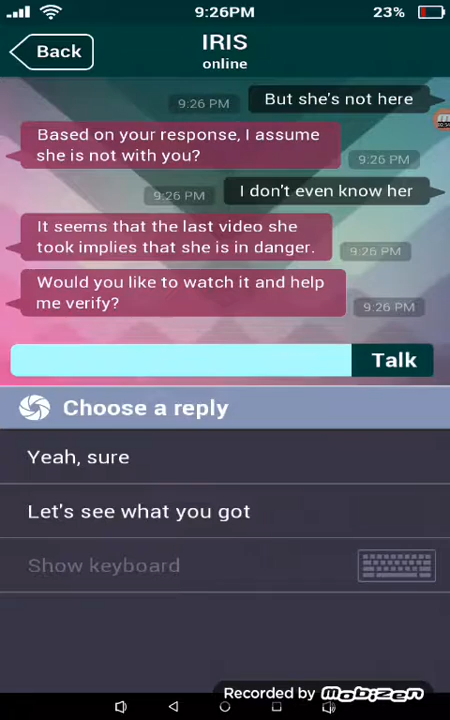 9:26PM
23%
Back
IRIS
online
9:26 PM
But she's not here
Based on your response, I assume
she is not with you?
9:26 PM
9:26 PM
I don't even know her
It seems that the last video she
took implies that she is in danger.
9:26 PM
Would you like to watch it and help
me verify?
9:26 PM
Talk
Choose a reply
Yeah, sure
Let's see what you got
Show keyboard
Recorded by Mobizen